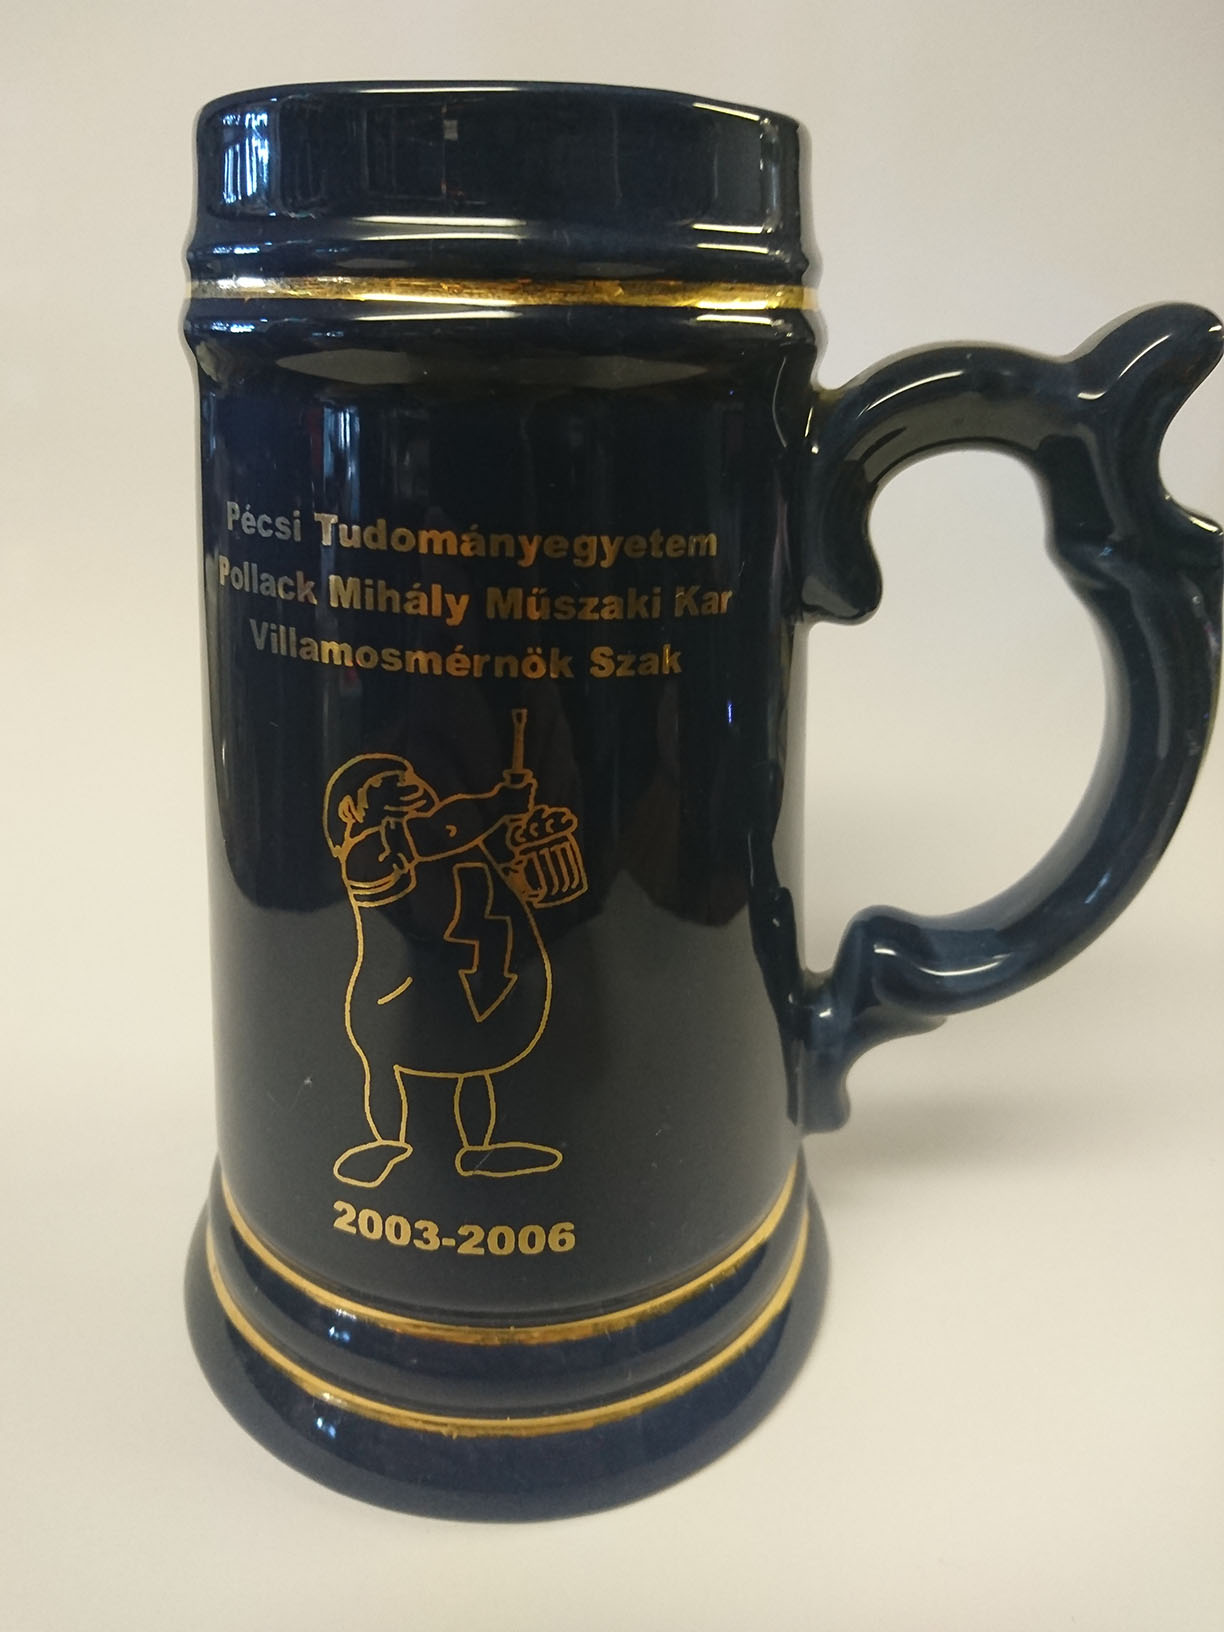 Pécsi Tudományegyetem
Pollack Mihály Műszaki Kar
Villamosmérnök Szak
2003-2006